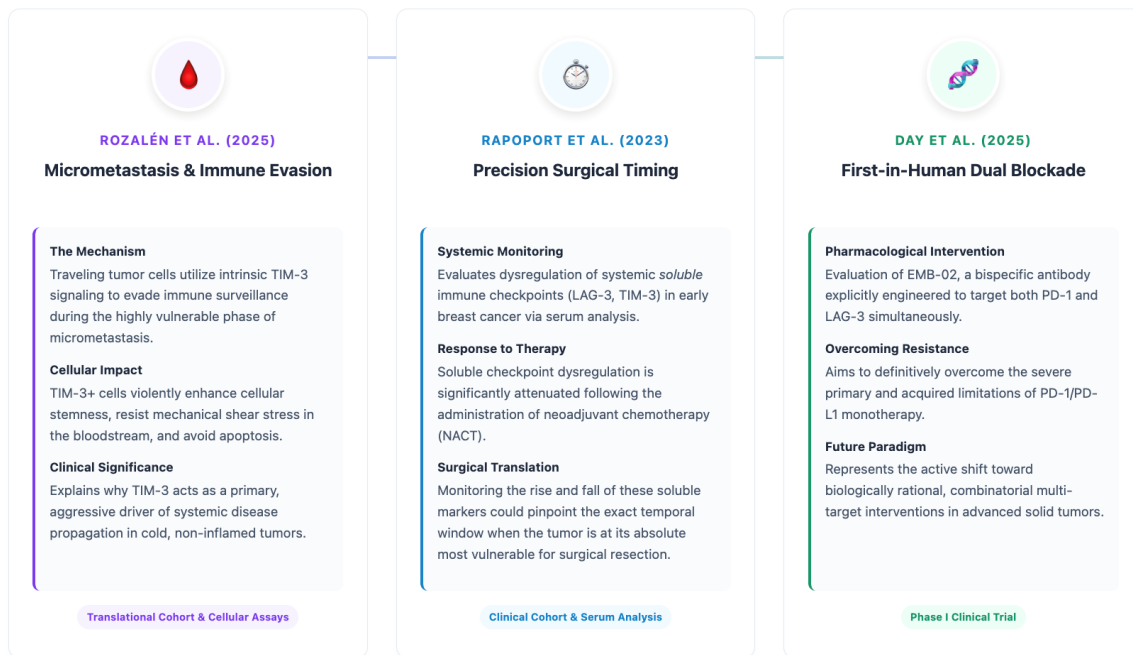 ROZALÉN ET AL. (2025)
Micrometastasis & Immune Evasion
The Mechanism
Traveling tumor cells utilize intrinsic TIM-3
signaling to evade immune surveillance
during the highly vulnerable phase of
micrometastasis.
Cellular Impact
TIM-3+ cells violently enhance cellular
stemness, resist mechanical shear stress in
the bloodstream, and avoid apoptosis.
Clinical Significance
Explains why TIM-3 acts as a primary,
aggressive driver of systemic disease
propagation in cold, non-inflamed tumors.
Translational Cohort & Cellular Assays
RAPOPORT ET AL. (2023)
Precision Surgical Timing
Systemic Monitoring
Evaluates dysregulation of systemic soluble
immune checkpoints (LAG-3, TIM-3) in early
breast cancer via serum analysis.
Response to Therapy
Soluble checkpoint dysregulation is
significantly attenuated following the
administration of neoadjuvant chemotherapy
(NACT).
Surgical Translation
Monitoring the rise and fall of these soluble
markers could pinpoint the exact temporal
window when the tumor is at its absolute
most vulnerable for surgical resection.
Clinical Cohort & Serum Analysis
DAY ET AL. (2025)
First-in-Human Dual Blockade
Pharmacological Intervention
Evaluation of EMB-02, a bispecific antibody
explicitly engineered to target both PD-1 and
LAG-3 simultaneously.
Overcoming Resistance
Aims to definitively overcome the severe
primary and acquired limitations of PD-1/PD-
L1 monotherapy.
Future Paradigm
Represents the active shift toward
biologically rational, combinatorial multi-
target interventions in advanced solid tumors.
Phase I Clinical Trial